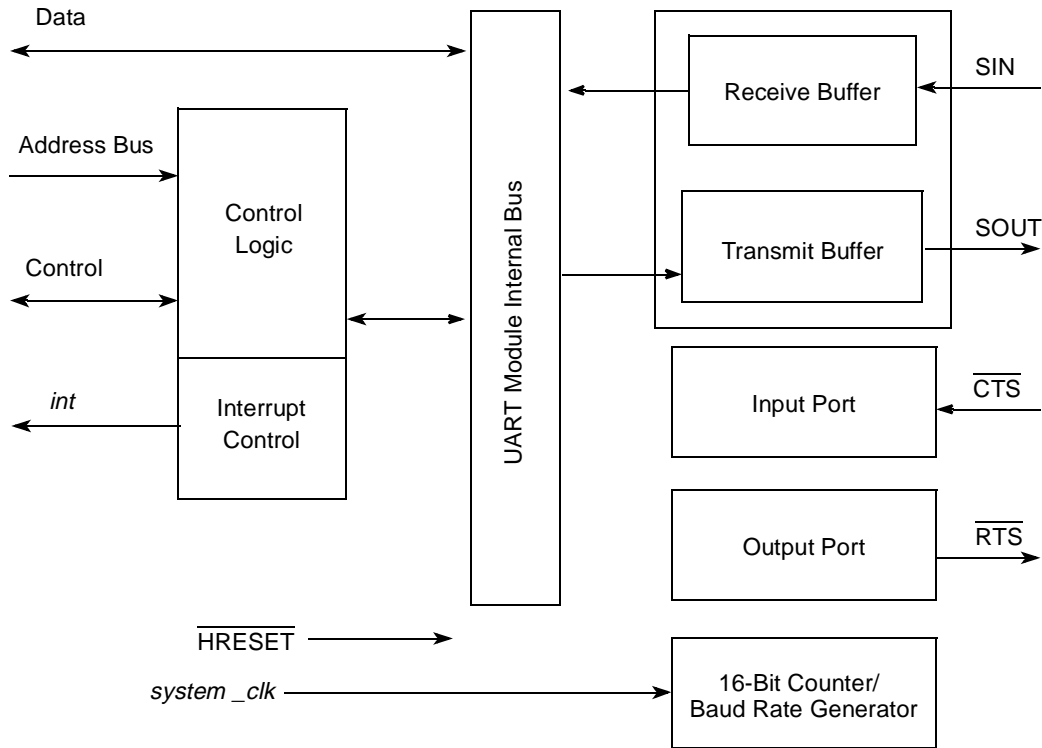 Data
Receive Buffer
SIN
Address Bus
Control
Logic
Transmit Buffer
SOUT
Control
UART Module Internal Bus
int
Interrupt
Control
Input Port
CTS
Output Port
RTS
HRESET
system _clk
16-Bit Counter/
Baud Rate Generator